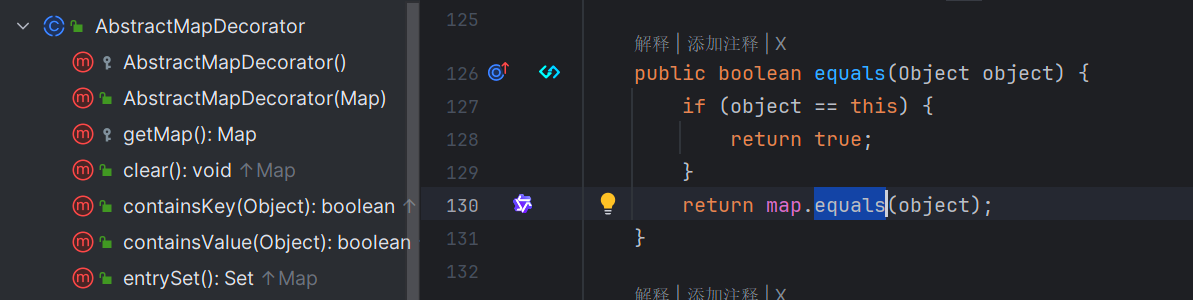 AbstractMapDecorator
AbstractMapDecorator()
AbstractMapDecorator(Map)
getMap(): Map
clear(): void ↑Map
containsKey(Object): boolean ↑
containsValue(Object): boolean
entrySet(): Set ↑Map
125
解释 | 添加注释 | X
126 public boolean equals(Object object) {
127 if (object == this) {
128 return true;
129 }
130 return map.equals(object);
131 }
132
解释 | 添加注释 | X